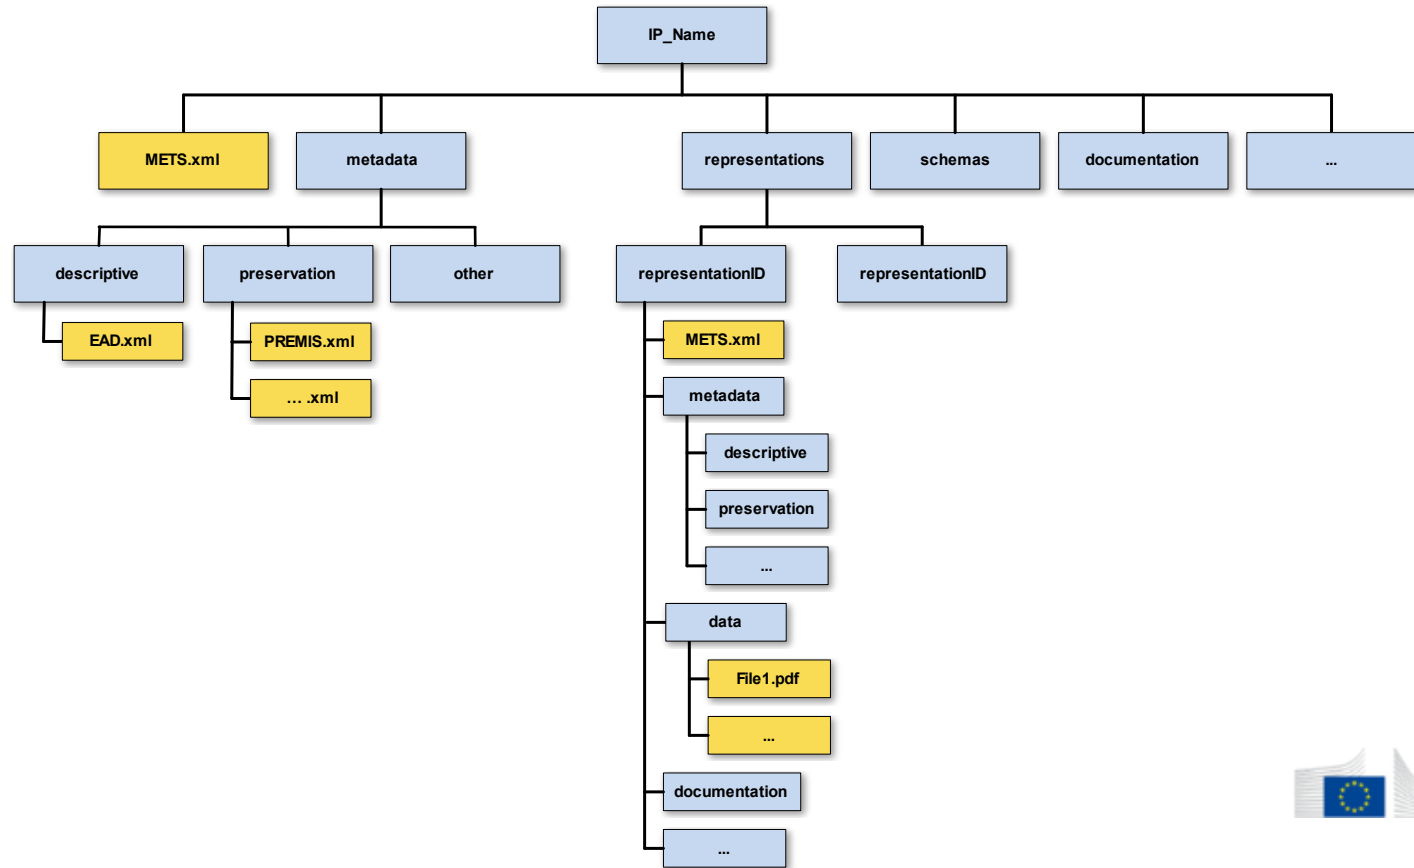 IP_Name
METS.xml
metadata
representations
schemas
documentation
...
descriptive
preservation
other
representationID
representationID
EAD.xml
PREMIS.xml
METS.xml
... .xml
metadata
descriptive
preservation
...
data
File1.pdf
...
documentation
...